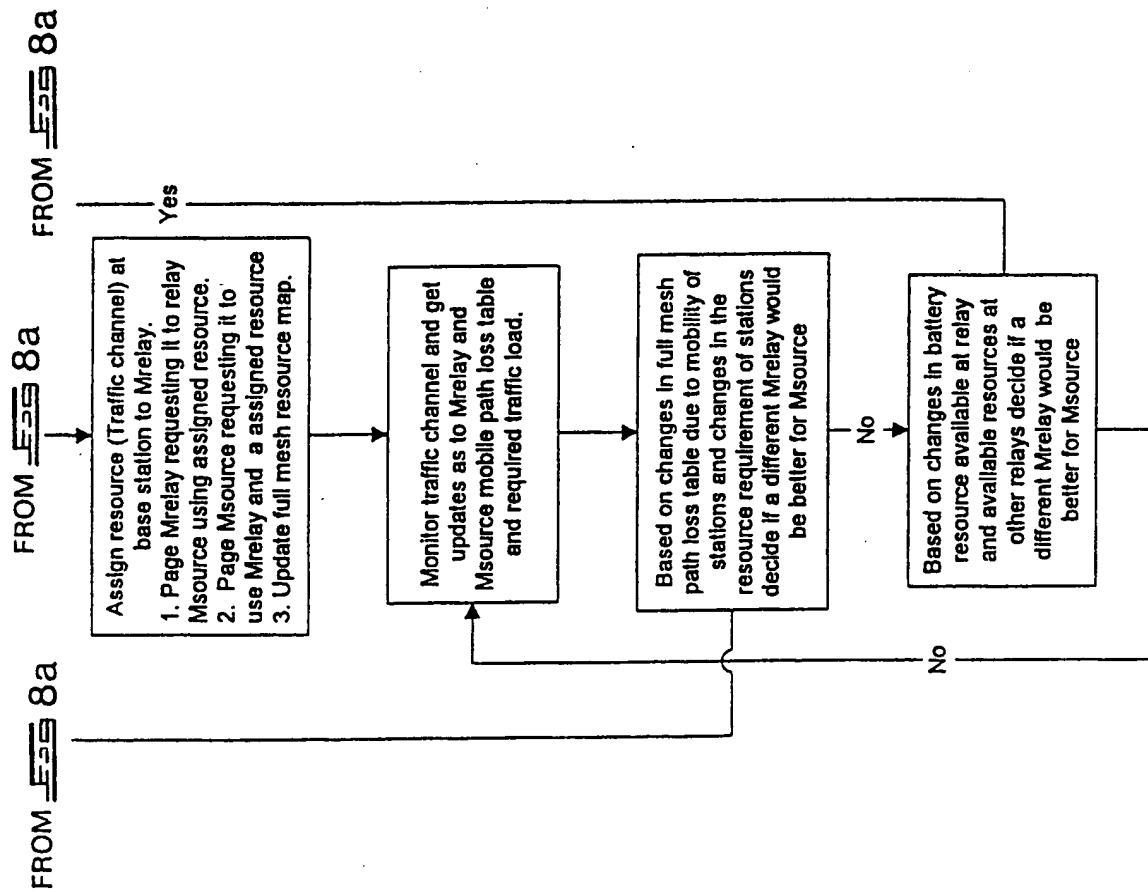 FROM Fig 8a
FROM Fig 8a
FROM Fig 8a
Assign resource (Traffic channel) at
base station to Mrelay.
1. Page Mrelay requesting it to relay
Msource using assigned resource.
2. Page Msource requesting it to
use Mrelay and a assigned resource
3. Update full mesh resource map.
Yes
Monitor traffic channel and get
updates as to Mrelay and
Msource mobile path loss table
and required traffic load.
Based on changes in full mesh
path loss table due to mobility of
stations and changes in the
resource requirement of stations
decide if a different Mrelay would
be better for Msource
No
No
Based on changes in battery
resource available at relay
and available resources at
other relays decide if a
different Mrelay would be
better for Msource